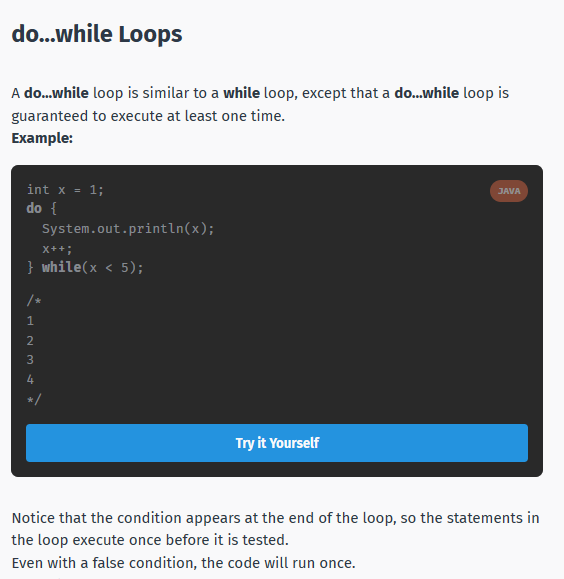 do...while Loops
A do...while loop is similar to a while loop, except that a do...while loop is
guaranteed to execute at least one time.
Example:
JAVA
int x = 1;
do {
  System.out.println(x);
  x++;
} while(x < 5);

/*
1
2
3
4
*/
Try it Yourself
Notice that the condition appears at the end of the loop, so the statements in
the loop execute once before it is tested.
Even with a false condition, the code will run once.